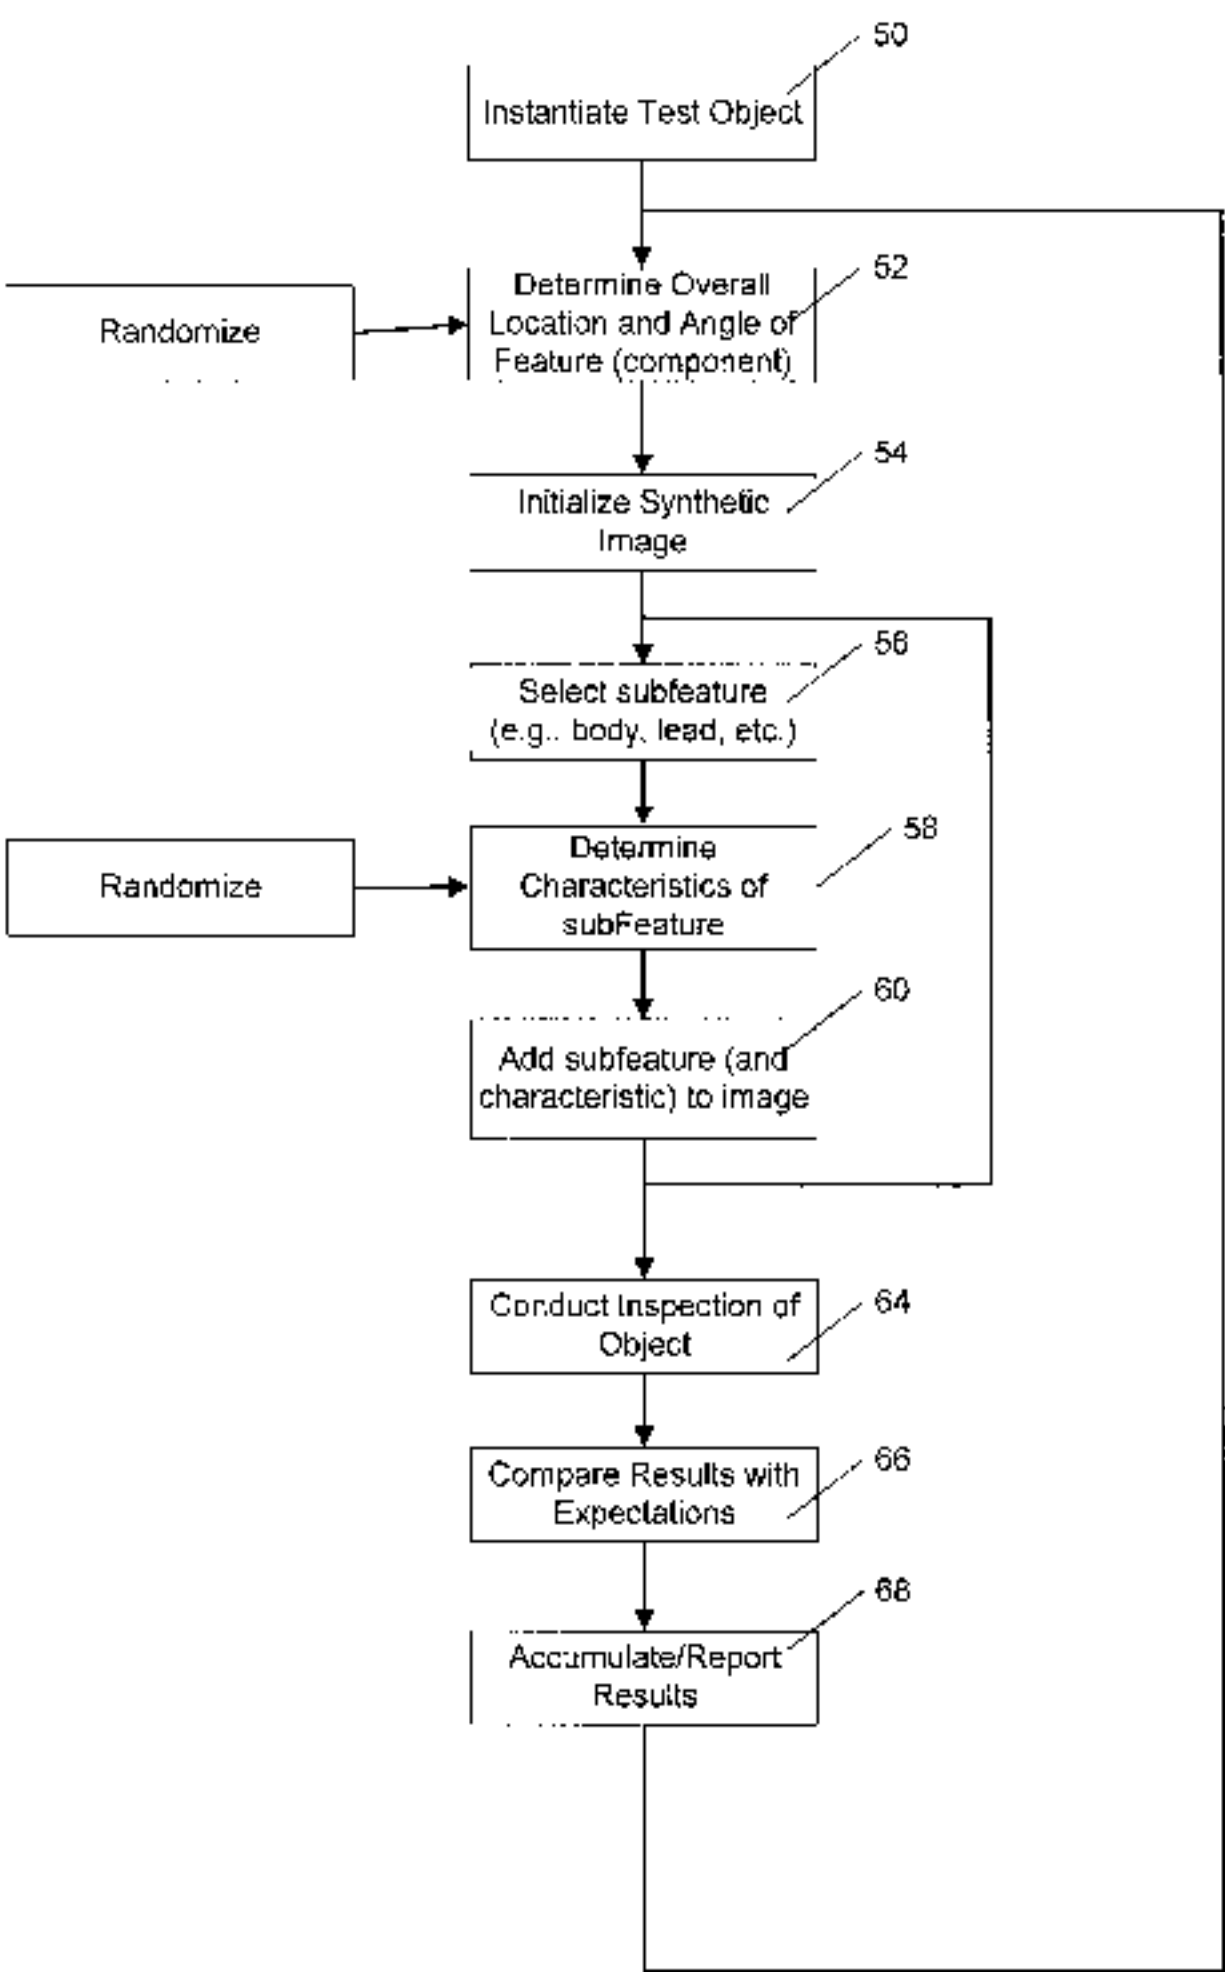 50
Instantiate Test Object
52
Determine Overall
Location and Angle of
Feature (component)
Randomize
54
Initialize Synthetic
Image
56
Select subfeature
(e.g., body, lead, etc.)
58
Determine
Characteristics of
subFeature
Randomize
60
Add subfeature (and
characteristic) to image
64
Conduct Inspection of
Object
66
Compare Results with
Expectations
68
Accumulate/Report
Results